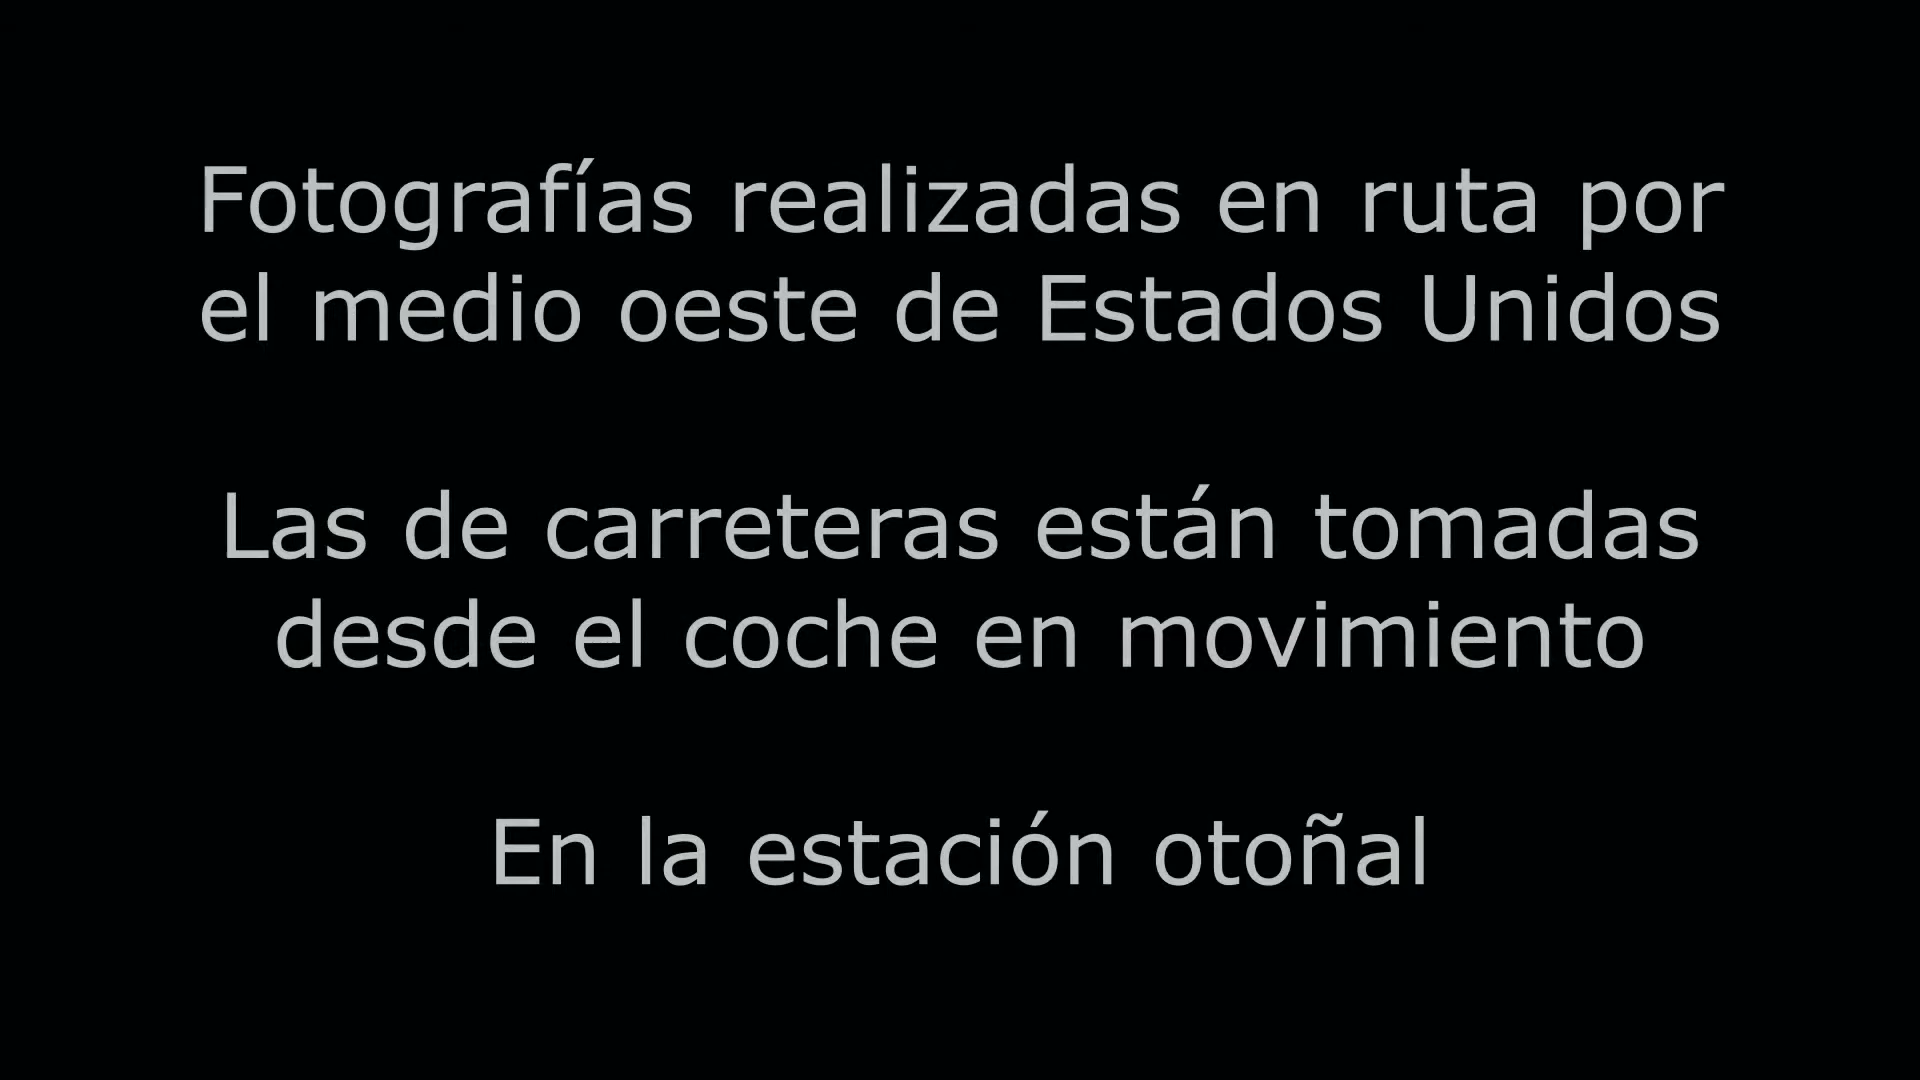 Fotografías realizadas en ruta por
el medio oeste de Estados Unidos
Las de carreteras están tomadas
desde el coche en movimiento
En la estación otoñal